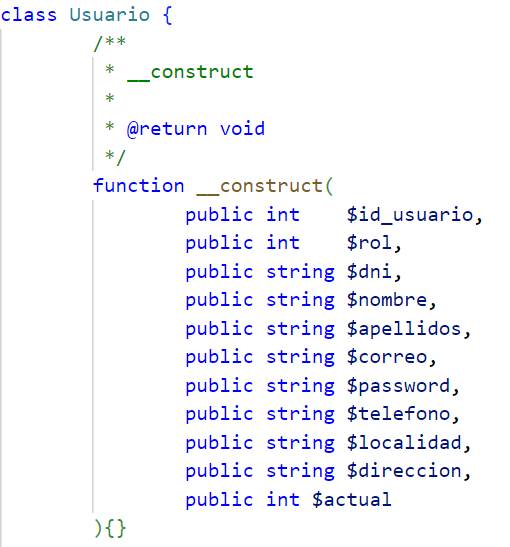 class Usuario {
/**
* __construct
*
* @return void
*/
function __construct(
public int    $id_usuario,
public int    $rol,
public string $dni,
public string $nombre,
public string $apellidos,
public string $correo,
public string $password,
public string $telefono,
public string $localidad,
public string $direccion,
public int $actual
){}